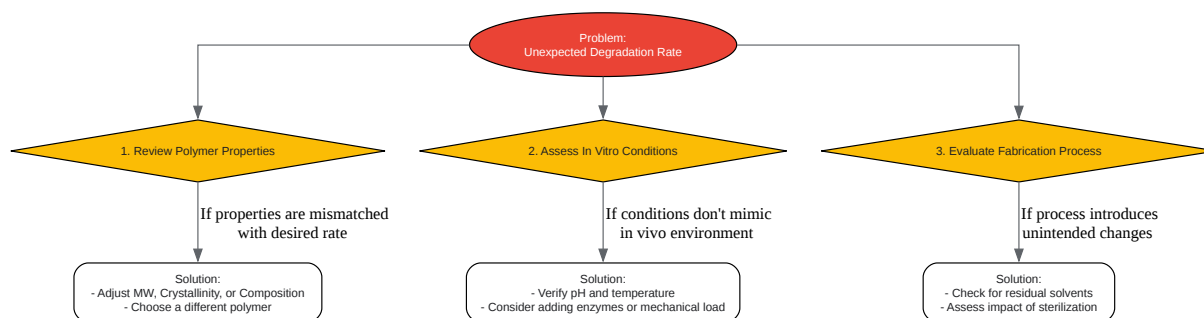 Problem:
Unexpected Degradation Rate
1. Review Polymer Properties
2. Assess In Vitro Conditions
3. Evaluate Fabrication Process
If properties are mismatched
with desired rate
If conditions don't mimic
in vivo environment
If process introduces
unintended changes
Solution:
- Adjust MW, Crystallinity, or Composition
- Choose a different polymer
Solution:
- Verify pH and temperature
- Consider adding enzymes or mechanical load
Solution:
- Check for residual solvents
- Assess impact of sterilization